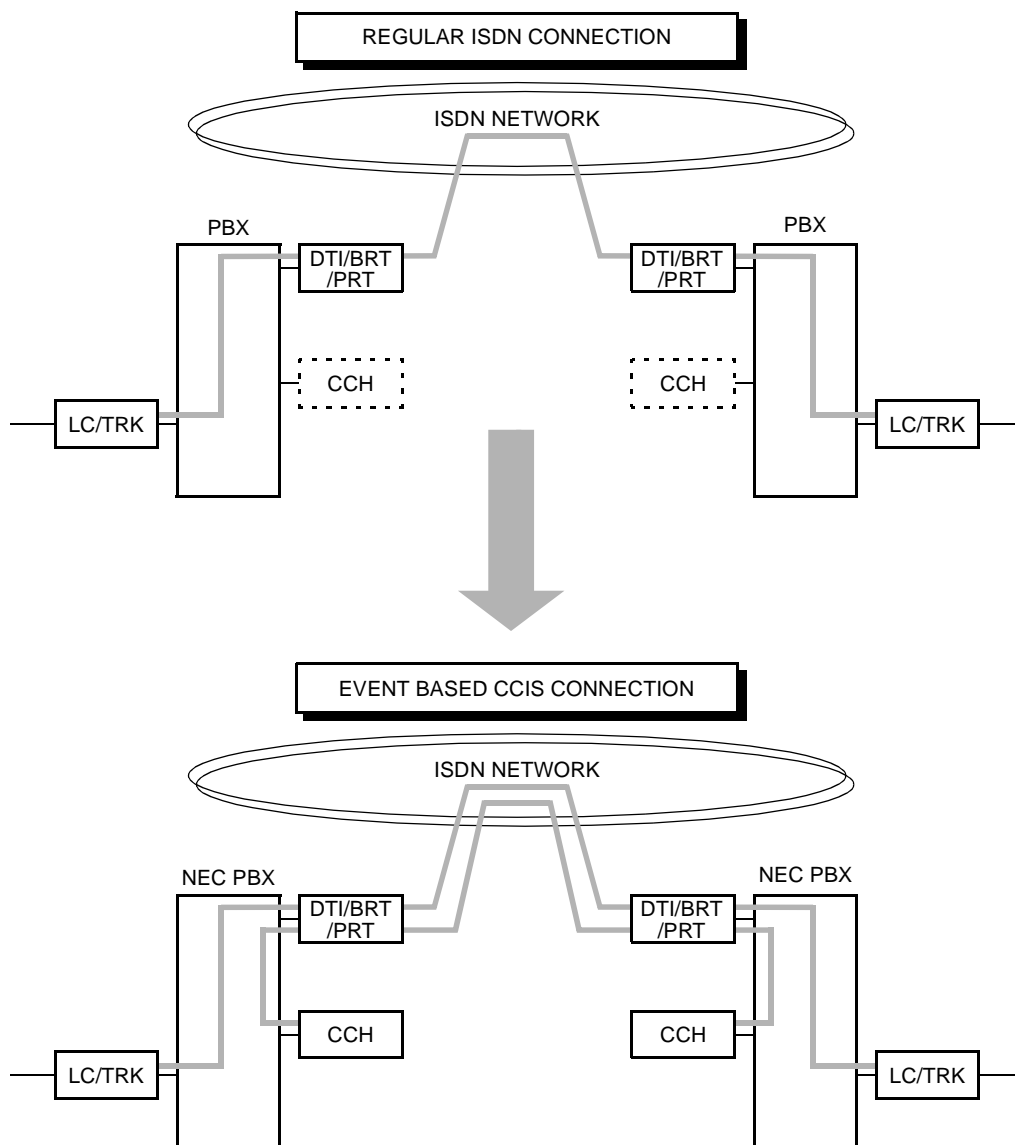 REGULAR ISDN CONNECTION
ISDN NETWORK
PBX
PBX
DTI/BRT
/PRT
DTI/BRT
/PRT
CCH
CCH
LC/TRK
LC/TRK
EVENT BASED CCIS CONNECTION
ISDN NETWORK
NEC PBX
NEC PBX
DTI/BRT
/PRT
DTI/BRT
/PRT
CCH
CCH
LC/TRK
LC/TRK